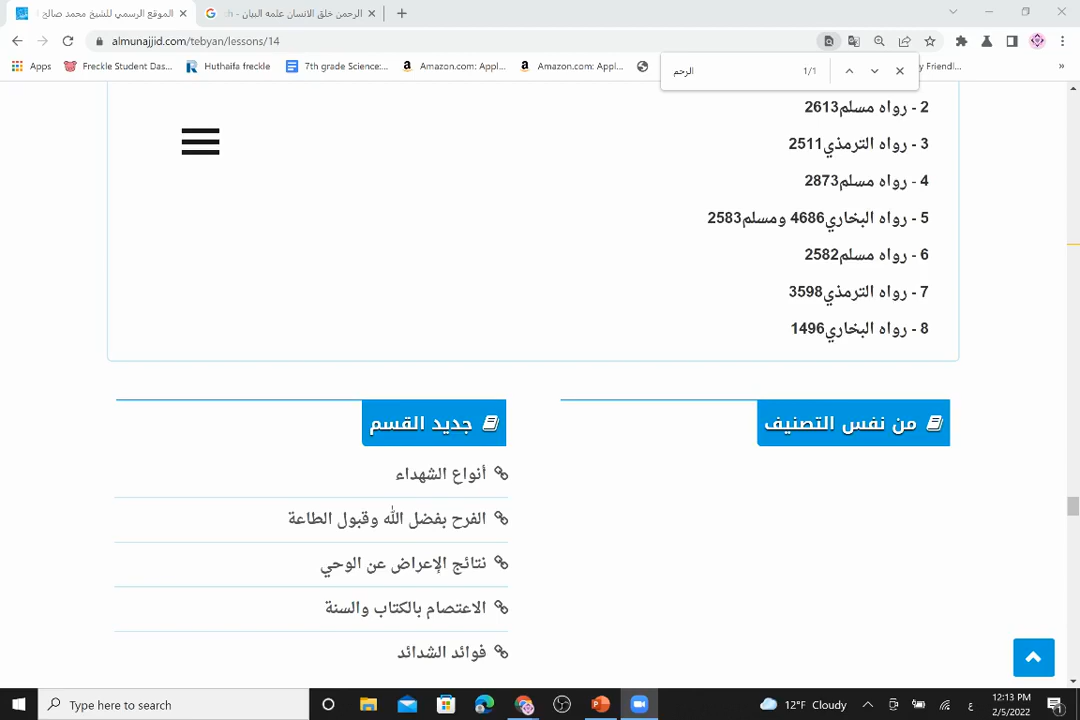 الموقع الرسمي للشيخ محمد صالح
الرحمن خلق الانسان علمه البيان - ch
almunajjid.com/tebyan/lessons/14
Apps
Freckle Student Das...
Huthaifa freckle
7th grade Science:...
Amazon.com: Appl...
Amazon.com: Appl...
y Friendl...
»
الرحم
1/1
2 - رواه مسلم2613
3 - رواه الترمذي2511
4 - رواه مسلم2873
5 - رواه البخاري4686 ومسلم2583
6 - رواه مسلم2582
7 - رواه الترمذي3598
8 - رواه البخاري1496
من نفس التصنيف
جديد القسم
أنواع الشهداء
الفرح بفضل الله وقبول الطاعة
نتائج الإعراض عن الوحي
الاعتصام بالكتاب والسنة
فوائد الشدائد
Type here to search
12°F Cloudy
ع
12:13 PM
2/5/2022
1